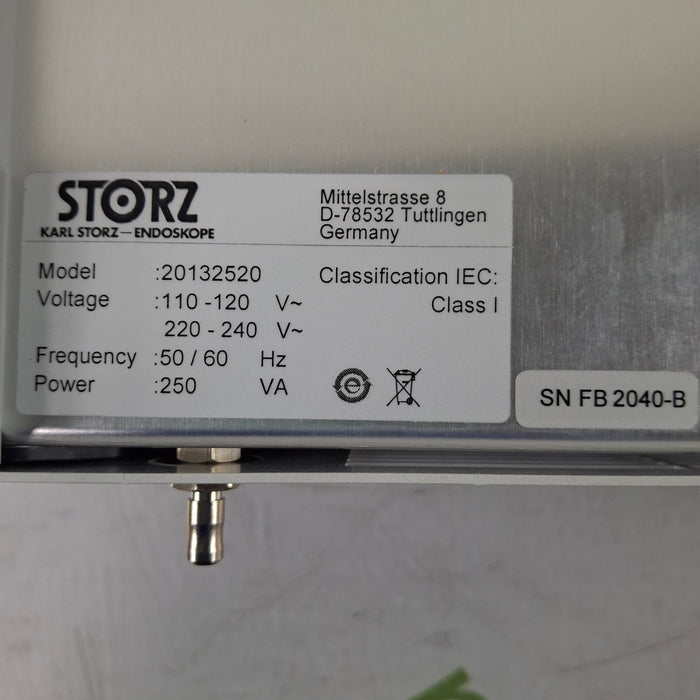 STORZ
KARL STORZ—ENDOSKOPE
Mittelstrasse 8
D-78532 Tuttlingen
Germany
Model :20132520
Voltage :110 -120 V~
220 - 240 V~
Frequency :50 / 60 Hz
Power :250 VA
Classification IEC:
Class I
e
SN FB 2040-B